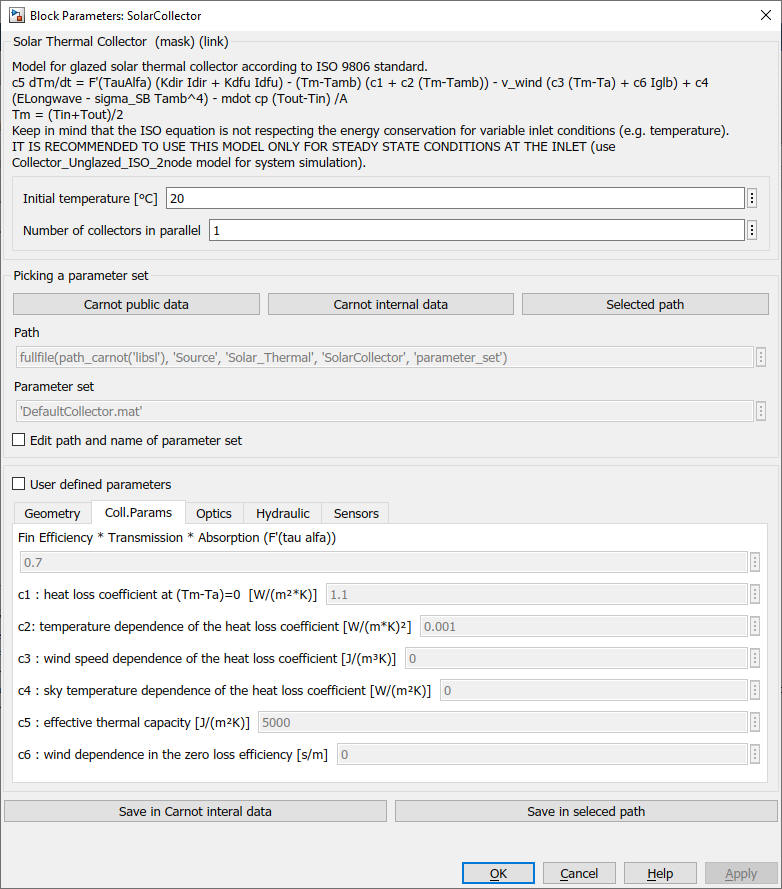 Block Parameters: SolarCollector
Solar Thermal Collector (mask) (link)
Model for glazed solar thermal collector according to ISO 9806 standard.
c5 dTm/dt = F'(TauAlfa) (Kdir Idir + Kdfu Idfu) - (Tm-Tamb) (c1 + c2 (Tm-Tamb)) - v_wind (c3 (Tm-Ta) + c6 Iglb) + c4
(ELongwave - sigma_SB Tamb^4) - mdot cp (Tout-Tin) /A
Tm = (Tin+Tout)/2
Keep in mind that the ISO equation is not respecting the energy conservation for variable inlet conditions (e.g. temperature).
IT IS RECOMMENDED TO USE THIS MODEL ONLY FOR STEADY STATE CONDITIONS AT THE INLET (use
Collector_Unglazed_ISO_2node model for system simulation).
Initial temperature [°C] 20
Number of collectors in parallel 1
Picking a parameter set
Carnot public data Carnot internal data Selected path
Path
fullfile(path_carnot('libsl'), 'Source', 'Solar_Thermal', 'SolarCollector', 'parameter_set')
Parameter set
'DefaultCollector.mat'
Edit path and name of parameter set
User defined parameters
Geometry Coll.Params Optics Hydraulic Sensors
Fin Efficiency * Transmission * Absorption (F'(tau alfa))
0.7
c1 : heat loss coefficient at (Tm-Ta)=0 [W/(m²*K)] 1.1
c2: temperature dependence of the heat loss coefficient [W/(m*K)²] 0.001
c3 : wind speed dependence of the heat loss coefficient [J/(m³K)] 0
c4 : sky temperature dependence of the heat loss coefficient [W/(m²K)] 0
c5 : effective thermal capacity [J/(m²K)] 5000
c6 : wind dependence in the zero loss efficiency [s/m] 0
Save in Carnot interal data Save in seleced path
OK Cancel Help Apply